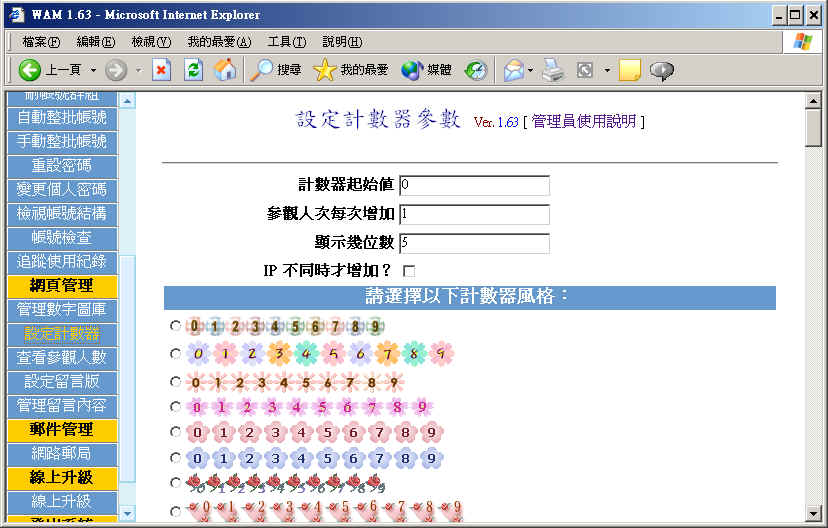 WAM 1.63 - Microsoft Internet Explorer
檔案(F) 編輯(E) 檢視(V) 我的最愛(A) 工具(T) 說明(H)
上一頁 搜尋 我的最愛 媒體
自動整批帳號
手動整批帳號
重設密碼
變更個人密碼
檢視帳號結構
帳號檢查
追蹤使用紀錄
網頁管理
管理數字圖庫
設定計數器
查看參觀人數
設定留言版
管理留言內容
郵件管理
網路郵局
線上升級
線上升級
設定計數器參數 Ver.1.63 [ 管理員使用說明 ]
計數器起始值 0
參觀人次每次增加 1
顯示幾位數 5
IP 不同時才增加？
請選擇以下計數器風格：
0 1 2 3 4 5 6 7 8 9
0 1 2 3 4 5 6 7 8 9
0 1 2 3 4 5 6 7 8 9
0 1 2 3 4 5 6 7 8 9
0 1 2 3 4 5 6 7 8 9
0 1 2 3 4 5 6 7 8 9
0 1 2 3 4 5 6 7 8 9
0 1 2 3 4 5 6 7 8 9